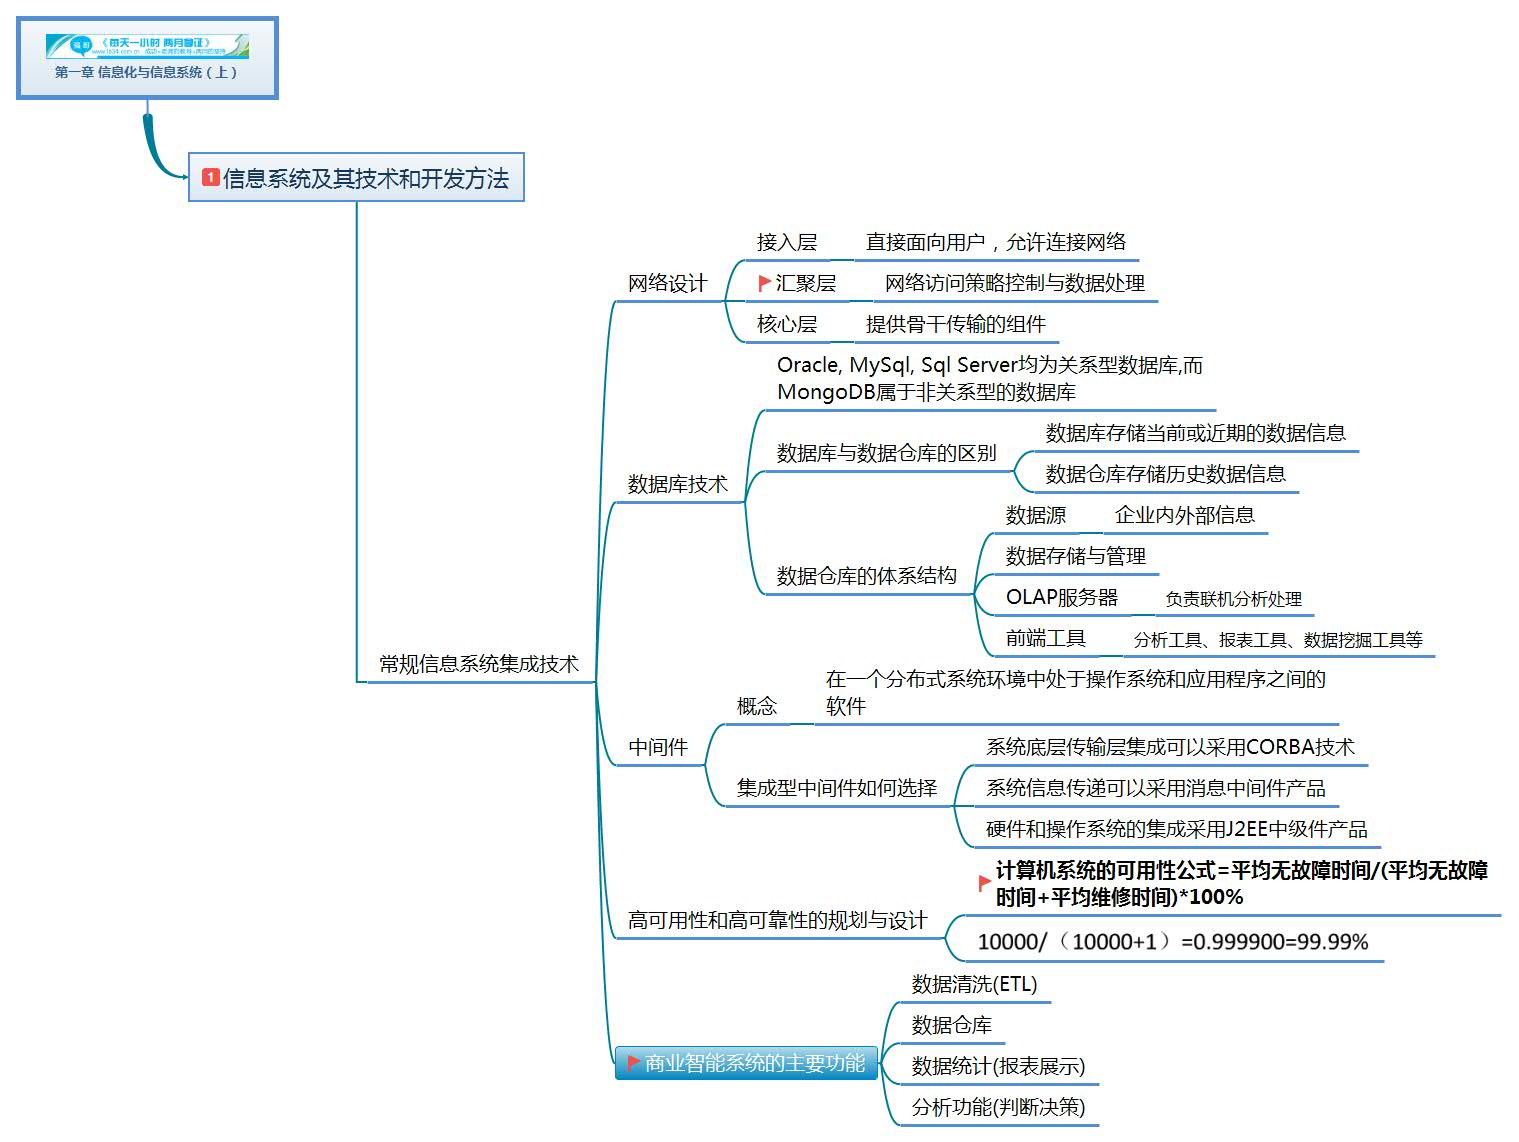 《每天一小时 两月拿证》
第一章 信息化与信息系统（上）
1 信息系统及其技术和开发方法
常规信息系统集成技术
网络设计
接入层
直接面向用户，允许连接网络
汇聚层
网络访问策略控制与数据处理
核心层
提供骨干传输的组件
数据库技术
Oracle, MySql, Sql Server均为关系型数据库,而
MongoDB属于非关系型的数据库
数据库与数据仓库的区别
数据库存储当前或近期的数据信息
数据仓库存储历史数据信息
数据仓库的体系结构
数据源
企业内外部信息
数据存储与管理
OLAP服务器
负责联机分析处理
前端工具
分析工具、报表工具、数据挖掘工具等
中间件
概念
在一个分布式系统环境中处于操作系统和应用程序之间的
软件
集成型中间件如何选择
系统底层传输层集成可以采用CORBA技术
系统信息传递可以采用消息中间件产品
硬件和操作系统的集成采用J2EE中级件产品
高可用性和高可靠性的规划与设计
计算机系统的可用性公式=平均无故障时间/(平均无故障
时间+平均维修时间)*100%
10000/（10000+1）=0.999900=99.99%
商业智能系统的主要功能
数据清洗(ETL)
数据仓库
数据统计(报表展示)
分析功能(判断决策)